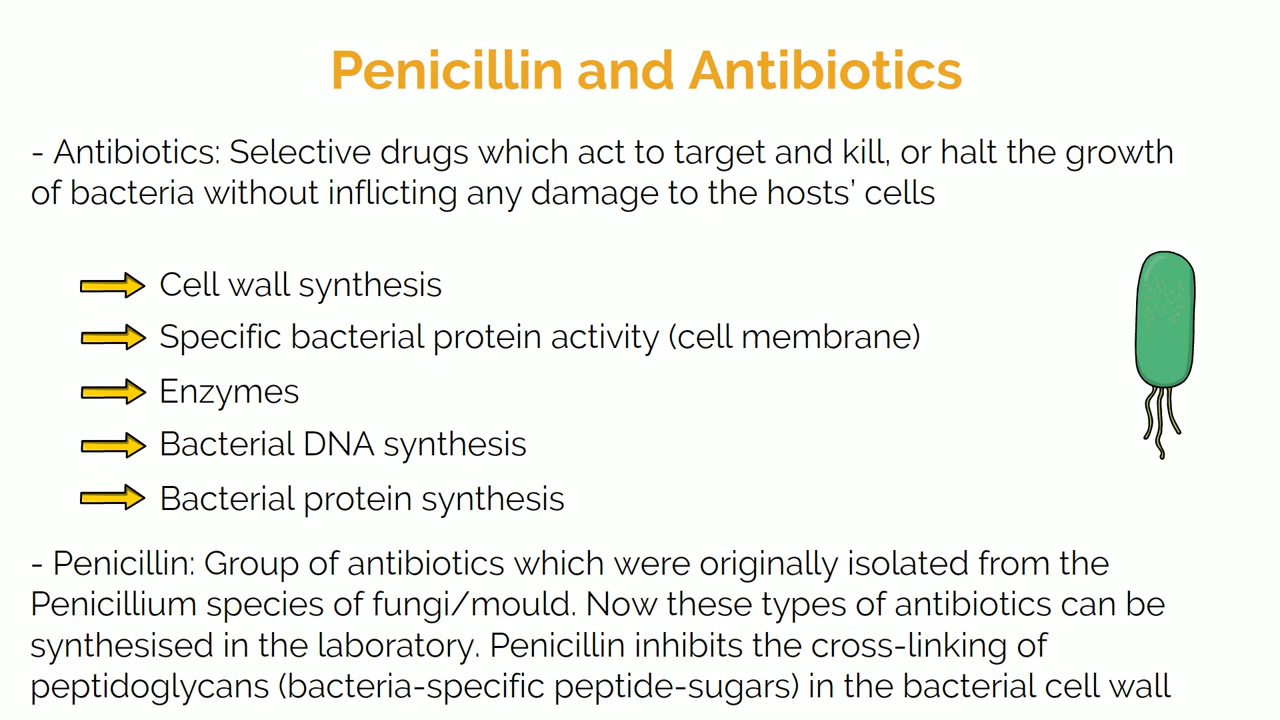 Penicillin and Antibiotics
- Antibiotics: Selective drugs which act to target and kill, or halt the growth
of bacteria without inflicting any damage to the hosts’ cells
Cell wall synthesis
Specific bacterial protein activity (cell membrane)
Enzymes
Bacterial DNA synthesis
Bacterial protein synthesis
- Penicillin: Group of antibiotics which were originally isolated from the
Penicillium species of fungi/mould. Now these types of antibiotics can be
synthesised in the laboratory. Penicillin inhibits the cross-linking of
peptidoglycans (bacteria-specific peptide-sugars) in the bacterial cell wall